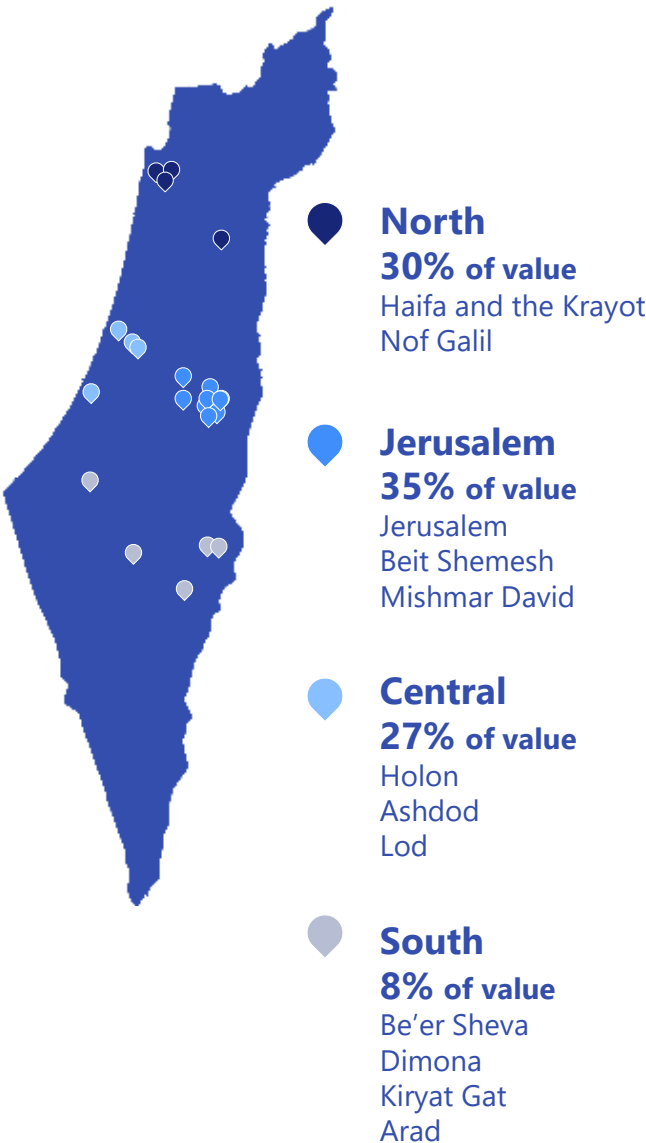 North
30% of value
Haifa and the Krayot
Nof Galil
Jerusalem
35% of value
Jerusalem
Beit Shemesh
Mishmar David
Central
27% of value
Holon
Ashdod
Lod
South
8% of value
Be’er Sheva
Dimona
Kiryat Gat
Arad